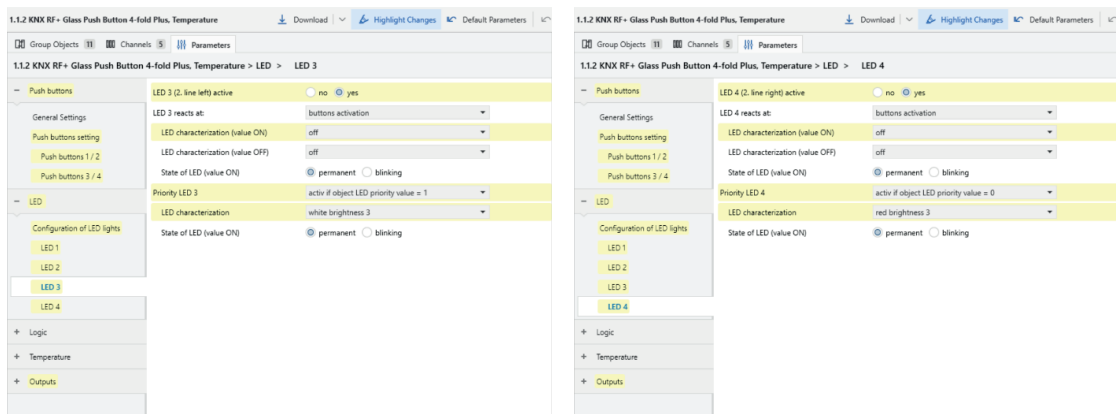 1.1.2 KNX RF+ Glass Push Button 4-fold Plus, Temperature Download Highlight Changes Default Parameters
Group Objects 11 Channels 5 Parameters
1.1.2 KNX RF+ Glass Push Button 4-fold Plus, Temperature > LED > LED 3
− Push buttons
General Settings
Push buttons setting
Push buttons 1 / 2
Push buttons 3 / 4
− LED
Configuration of LED lights
LED 1
LED 2
LED 3
LED 4
+ Logic
+ Temperature
+ Outputs
LED 3 (2. line left) active no yes
LED 3 reacts at: buttons activation
LED characterization (value ON) off
LED characterization (value OFF) off
State of LED (value ON) permanent blinking
Priority LED 3 activ if object LED priority value = 1
LED characterization white brightness 3
State of LED (value ON) permanent blinking
1.1.2 KNX RF+ Glass Push Button 4-fold Plus, Temperature Download Highlight Changes Default Parameters
Group Objects 11 Channels 5 Parameters
1.1.2 KNX RF+ Glass Push Button 4-fold Plus, Temperature > LED > LED 4
− Push buttons
General Settings
Push buttons setting
Push buttons 1 / 2
Push buttons 3 / 4
− LED
Configuration of LED lights
LED 1
LED 2
LED 3
LED 4
+ Logic
+ Temperature
+ Outputs
LED 4 (2. line right) active no yes
LED 4 reacts at: buttons activation
LED characterization (value ON) off
LED characterization (value OFF) off
State of LED (value ON) permanent blinking
Priority LED 4 activ if object LED priority value = 0
LED characterization red brightness 3
State of LED (value ON) permanent blinking